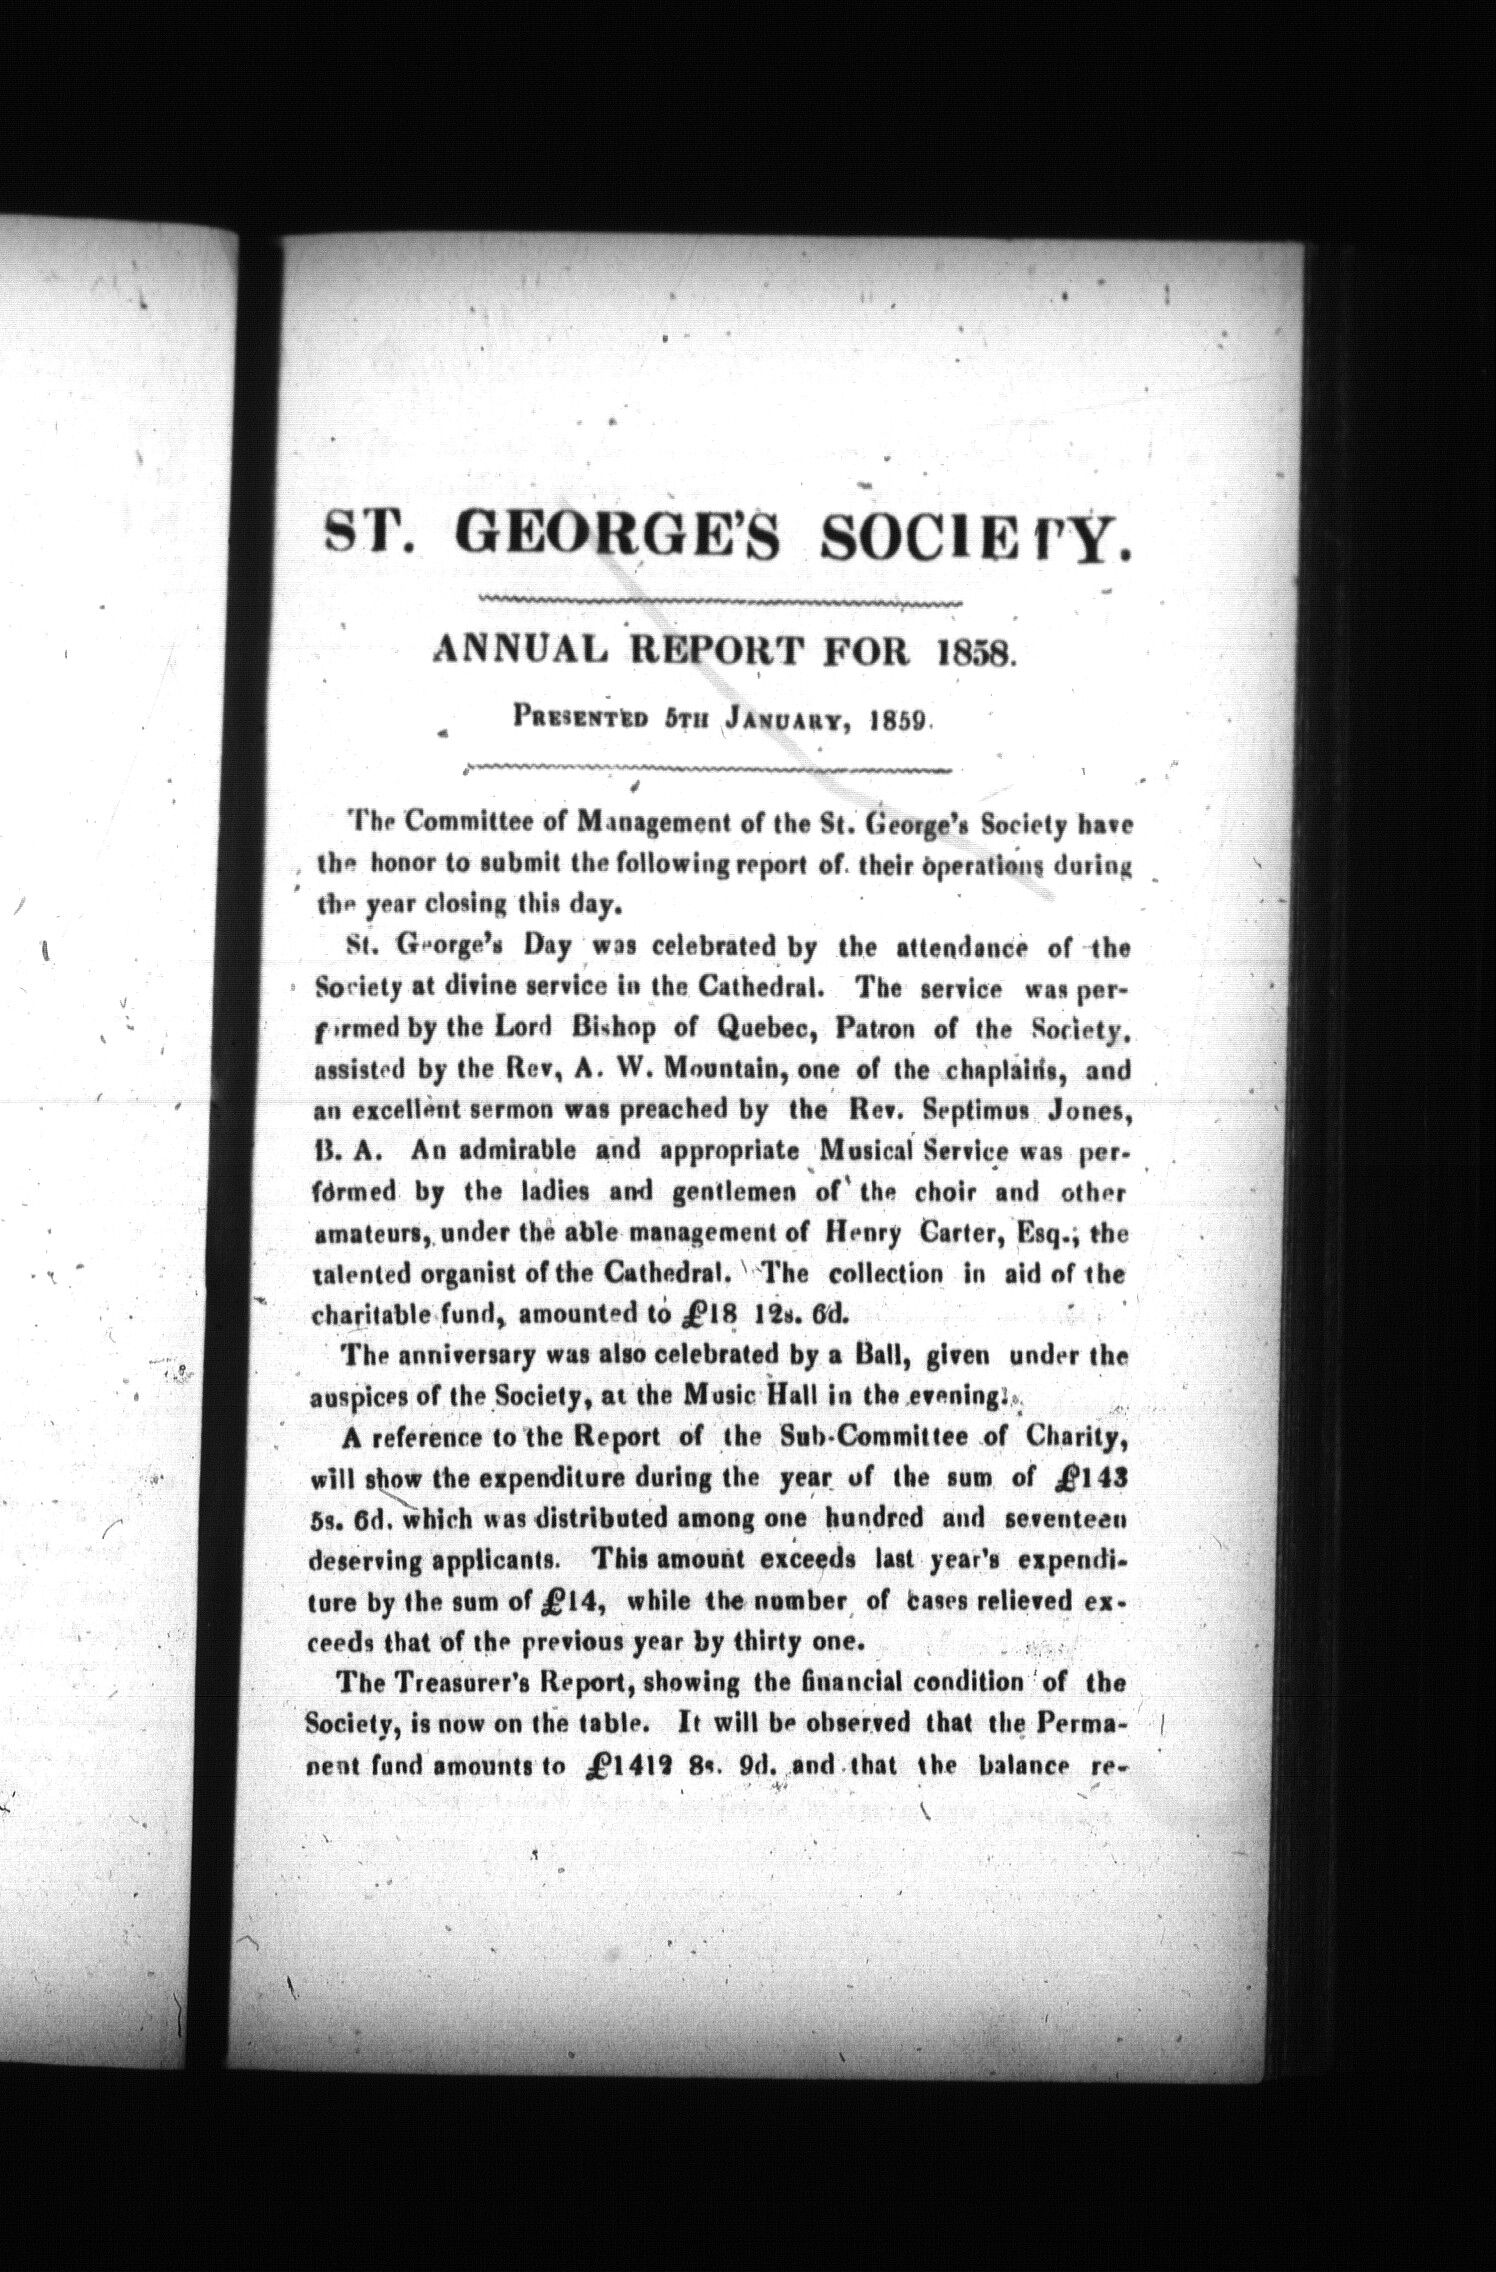 ST. GEORGE'S SOCIETY.
ANNUAL REPORT FOR 1858.
PRESENTED 5TH JANUARY, 1859.
The Committee of Management of the St. George's Society have
the honor to submit the following report of their operations during
the year closing this day.
St. George's Day was celebrated by the attendance of the
Society at divine service in the Cathedral. The service was per-
formed by the Lord Bishop of Quebec, Patron of the Society,
assisted by the Rev, A. W. Mountain, one of the chaplains, and
an excellent sermon was preached by the Rev. Septimus Jones,
B. A. An admirable and appropriate Musical Service was per-
formed by the ladies and gentlemen of the choir and other
amateurs, under the able management of Henry Carter, Esq., the
talented organist of the Cathedral. The collection in aid of the
charitable fund, amounted to £18 12s. 6d.
The anniversary was also celebrated by a Ball, given under the
auspices of the Society, at the Music Hall in the evening.
A reference to the Report of the Sub-Committee of Charity,
will show the expenditure during the year of the sum of £143
5s. 6d. which was distributed among one hundred and seventeen
deserving applicants. This amount exceeds last year's expendi-
ture by the sum of £14, while the number of cases relieved ex-
ceeds that of the previous year by thirty one.
The Treasurer's Report, showing the financial condition of the
Society, is now on the table. It will be observed that the Perma-
nent fund amounts to 8s. 9d. and that the balance re-